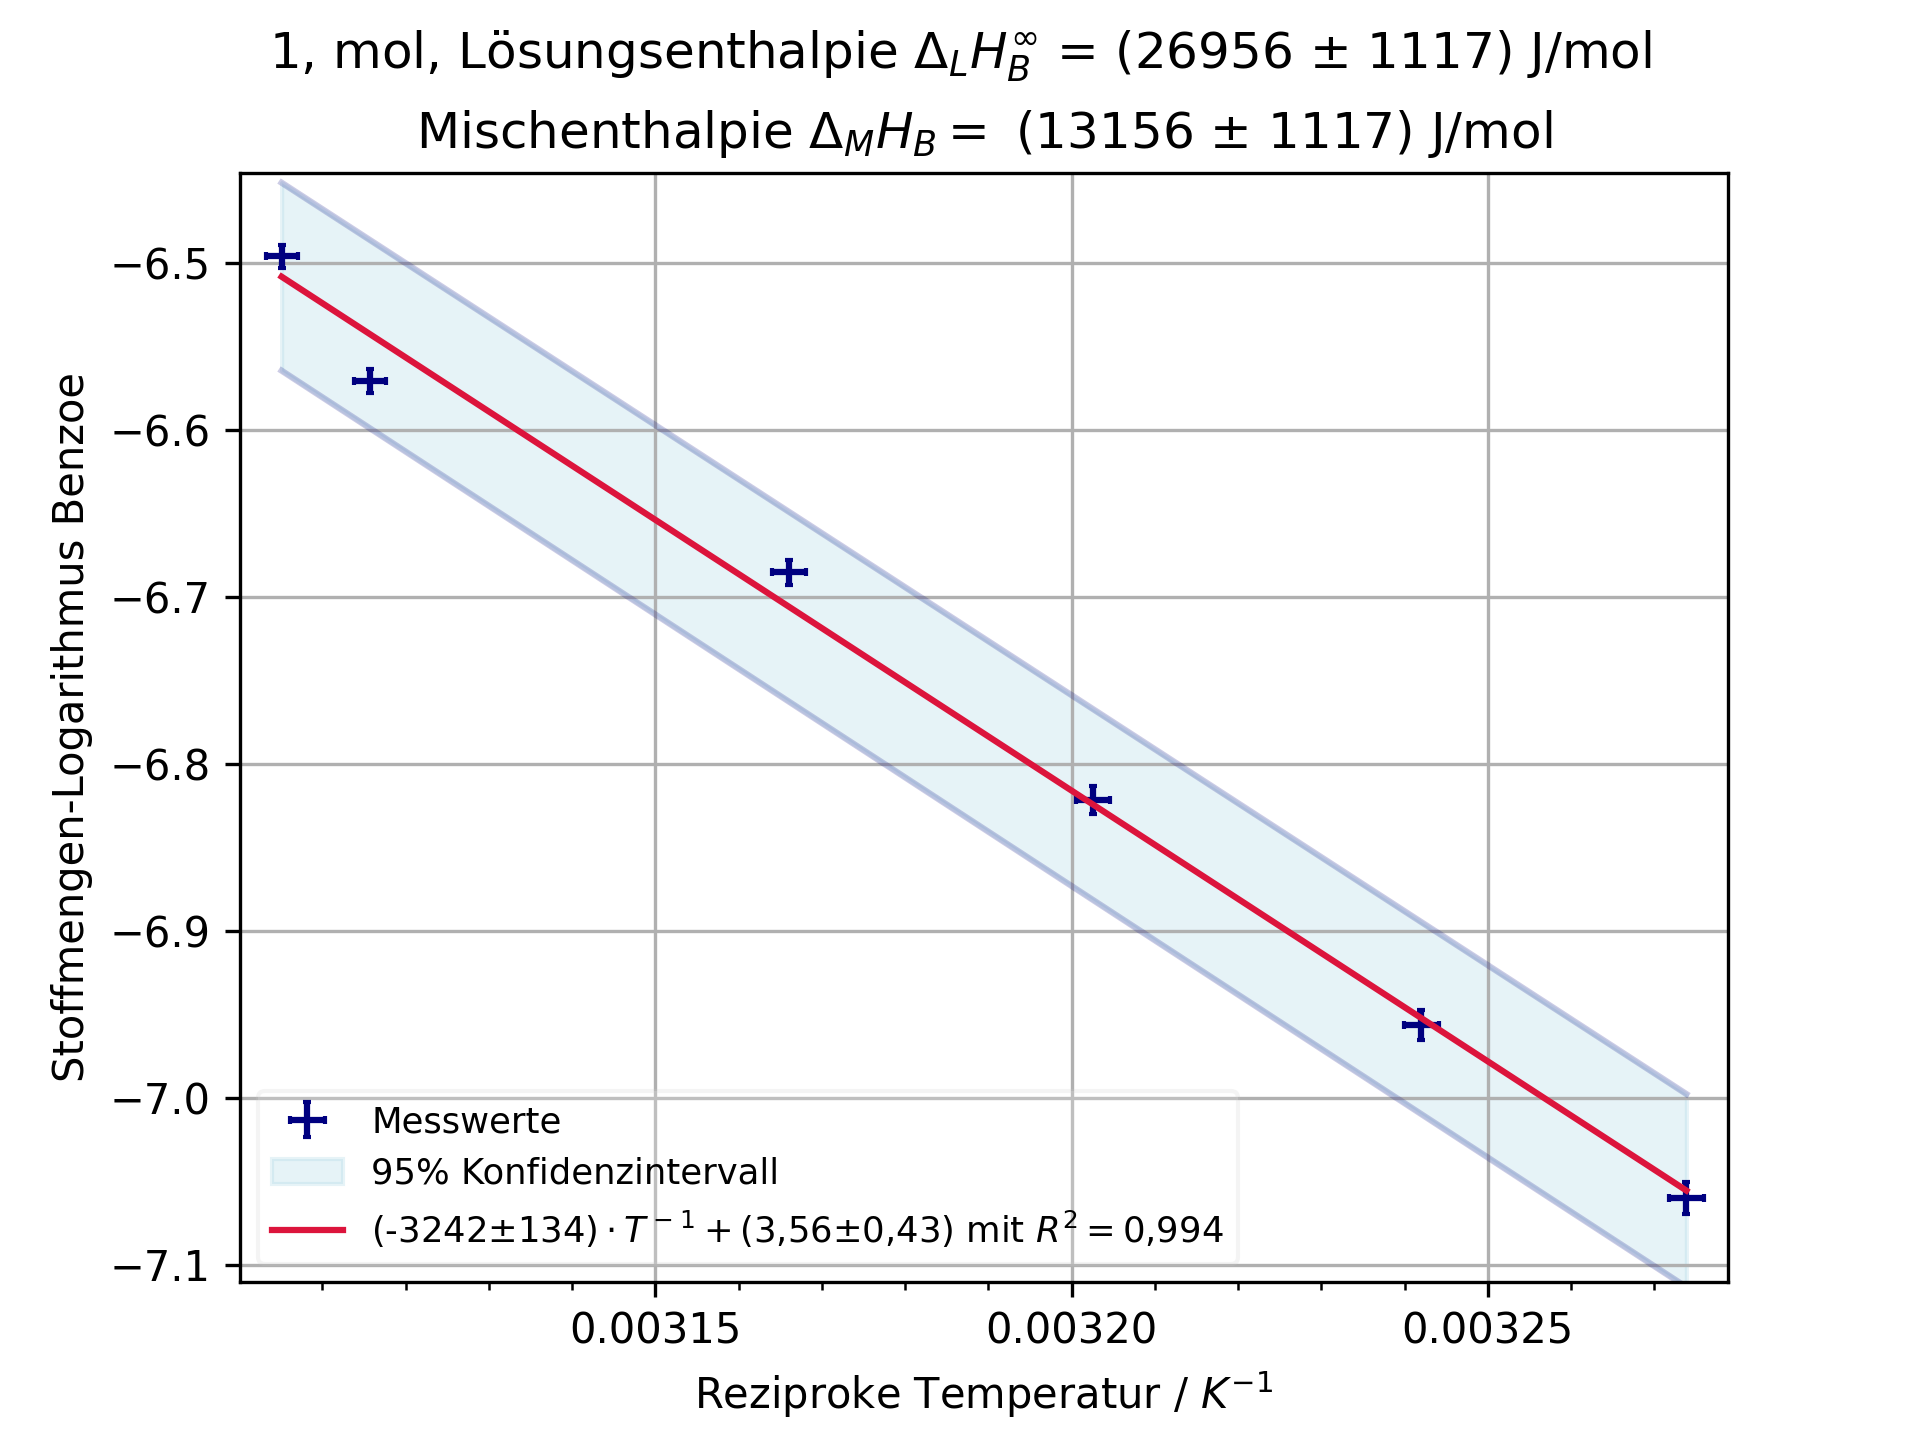 1, mol, Lösungsenthalpie Δ_L H_B^∞ = (26956 ± 1117) J/mol
Mischenthalpie Δ_M H_B = (13156 ± 1117) J/mol
Stoffmengen-Logarithmus Benzoe
−6.5
−6.6
−6.7
−6.8
−6.9
−7.0
−7.1
Messwerte
95% Konfidenzintervall
(-3242±134) · T⁻¹ + (3,56±0,43) mit R² = 0,994
0.00315 0.00320 0.00325
Reziproke Temperatur / K⁻¹